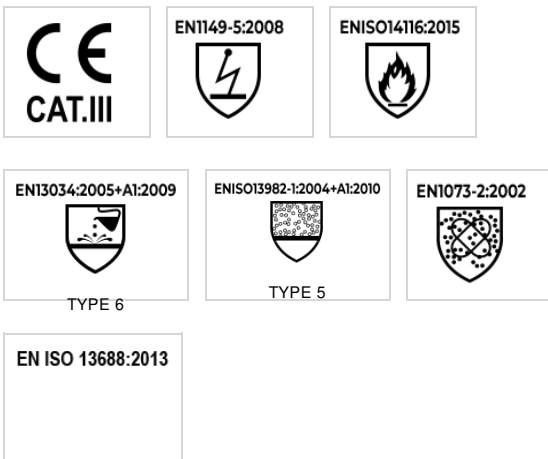 CE
CAT.III
EN1149-5:2008
ENISO14116:2015
EN13034:2005+A1:2009
TYPE 6
ENISO13982-1:2004+A1:2010
TYPE 5
EN1073-2:2002
EN ISO 13688:2013